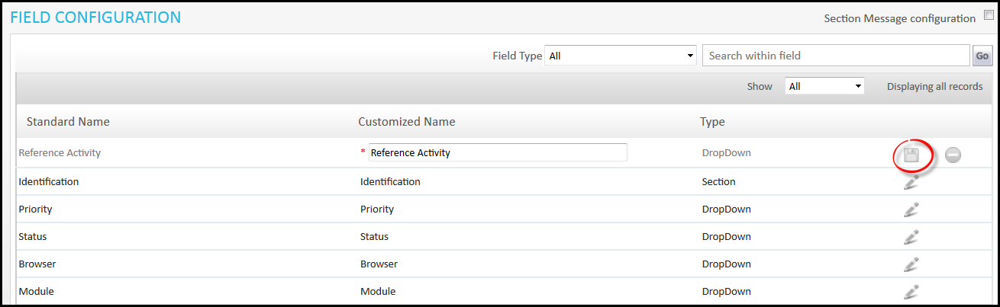 FIELD CONFIGURATION
Section Message configuration
Field Type All Search within field Go
Show All Displaying all records
Standard Name Customized Name Type
Reference Activity * Reference Activity DropDown
Identification Identification Section
Priority Priority DropDown
Status Status DropDown
Browser Browser DropDown
Module Module DropDown